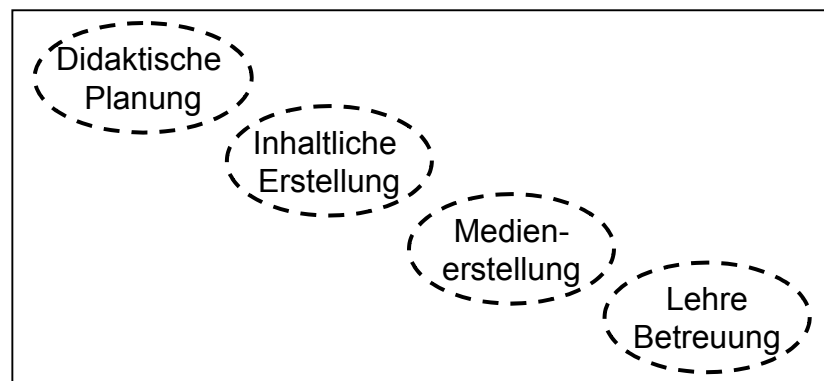 Didaktische
Planung
Inhaltliche
Erstellung
Medien-
erstellung
Lehre
Betreuung